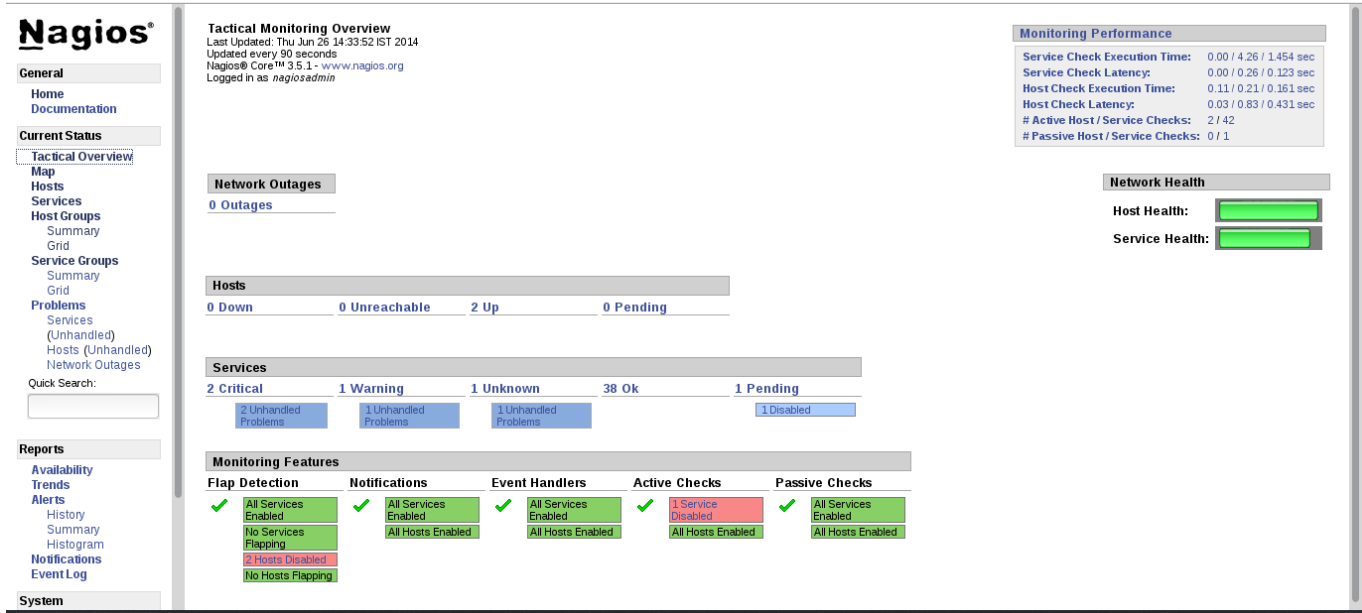 Nagios®
General
Home
Documentation
Current Status
Tactical Overview
Map
Hosts
Services
Host Groups
Summary
Grid
Service Groups
Summary
Grid
Problems
Services
(Unhandled)
Hosts (Unhandled)
Network Outages
Quick Search:
Reports
Availability
Trends
Alerts
History
Summary
Histogram
Notifications
Event Log
System
Tactical Monitoring Overview
Last Updated: Thu Jun 26 14:33:52 IST 2014
Updated every 90 seconds
Nagios® Core™ 3.5.1 - www.nagios.org
Logged in as nagiosadmin
Monitoring Performance
Service Check Execution Time: 0.00 / 4.26 / 1.454 sec
Service Check Latency: 0.00 / 0.26 / 0.123 sec
Host Check Execution Time: 0.11 / 0.21 / 0.161 sec
Host Check Latency: 0.03 / 0.83 / 0.431 sec
# Active Host / Service Checks: 2 / 42
# Passive Host / Service Checks: 0 / 1
Network Outages
0 Outages
Network Health
Host Health:
Service Health:
Hosts
0 Down 0 Unreachable 2 Up 0 Pending
Services
2 Critical 1 Warning 1 Unknown 38 Ok 1 Pending
2 Unhandled Problems
1 Unhandled Problems
1 Unhandled Problems
1 Disabled
Monitoring Features
Flap Detection Notifications Event Handlers Active Checks Passive Checks
All Services Enabled
No Services Flapping
2 Hosts Disabled
No Hosts Flapping
All Services Enabled
All Hosts Enabled
All Services Enabled
All Hosts Enabled
1 Service Disabled
All Hosts Enabled
All Services Enabled
All Hosts Enabled